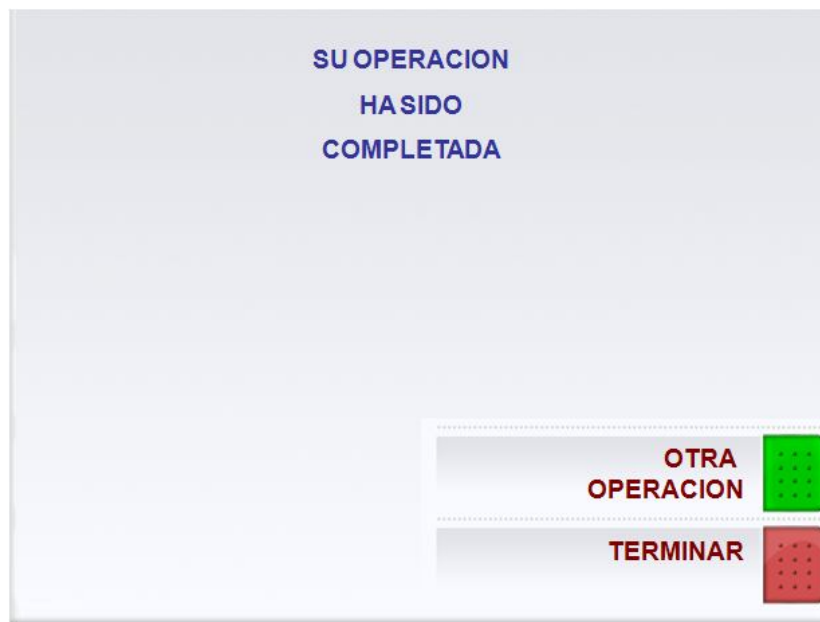 SU OPERACION
HA SIDO
COMPLETADA
OTRA
OPERACION
TERMINAR